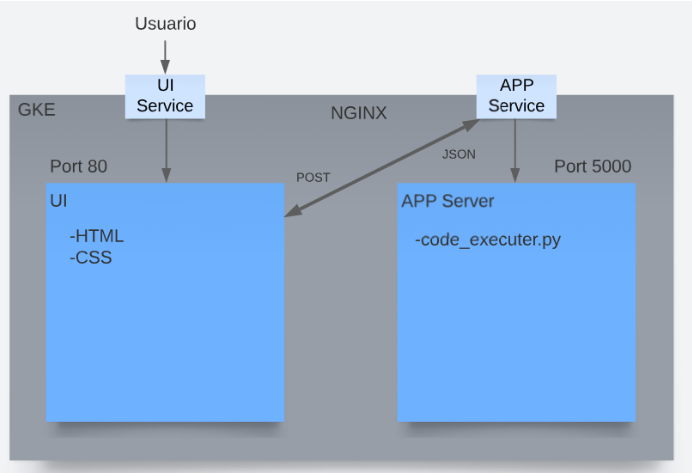 Usuario
UI
Service
APP
Service
GKE
NGINX
Port 80
POST
JSON
Port 5000
UI
-HTML
-CSS
APP Server
-code_executer.py